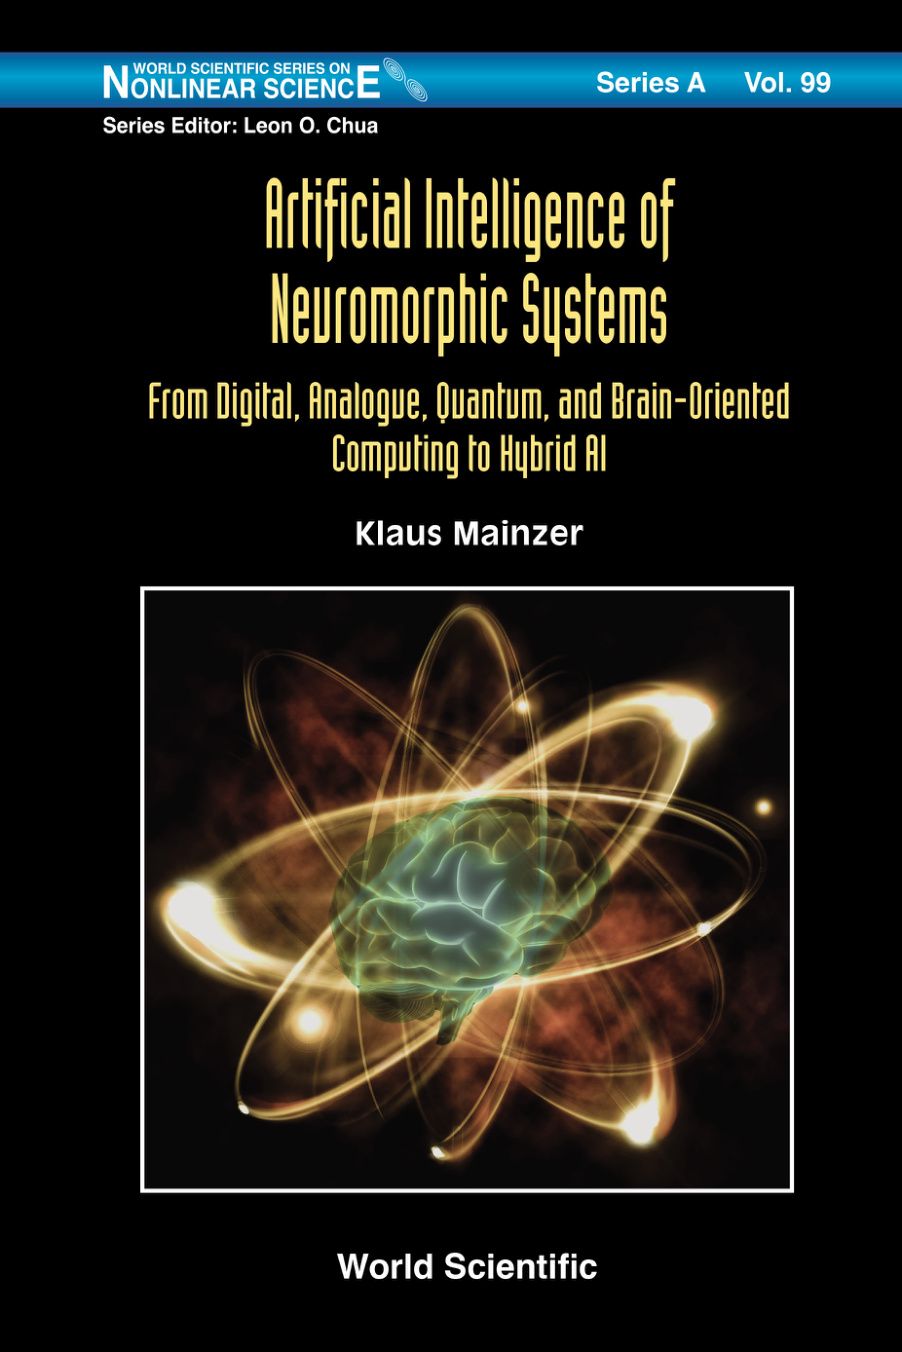 WORLD SCIENTIFIC SERIES ON
NONLINEAR SCIENCE
Series A Vol. 99
Series Editor: Leon O. Chua
Artificial Intelligence of
Neuromorphic Systems
From Digital, Analogue, Quantum, and Brain-Oriented
Computing to Hybrid AI
Klaus Mainzer
World Scientific